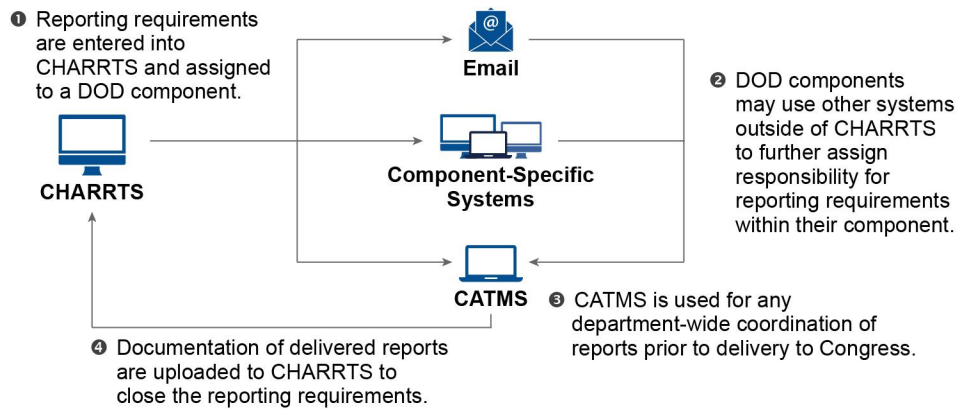 ❶ Reporting requirements
are entered into
CHARRTS and assigned
to a DOD component.
CHARRTS
@
Email
Component-Specific
Systems
CATMS
❷ DOD components
may use other systems
outside of CHARRTS
to further assign
responsibility for
reporting requirements
within their component.
❸ CATMS is used for any
department-wide coordination of
reports prior to delivery to Congress.
❹ Documentation of delivered reports
are uploaded to CHARRTS to
close the reporting requirements.